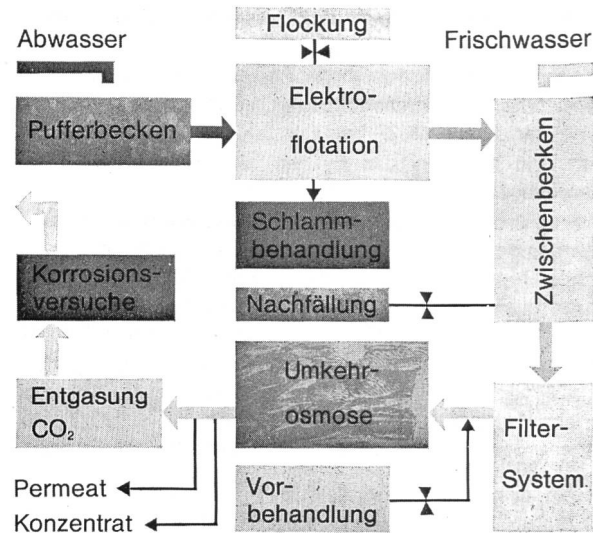 Flockung
Abwasser
Frischwasser
Elektro-
flotation
Pufferbecken
Zwischenbecken
Schlamm-
behandlung
Korrosions-
versuche
Nachfällung
Umkehr-
osmose
Entgasung
CO₂
Filter-
System
Permeat
Vor-
behandlung
Konzentrat